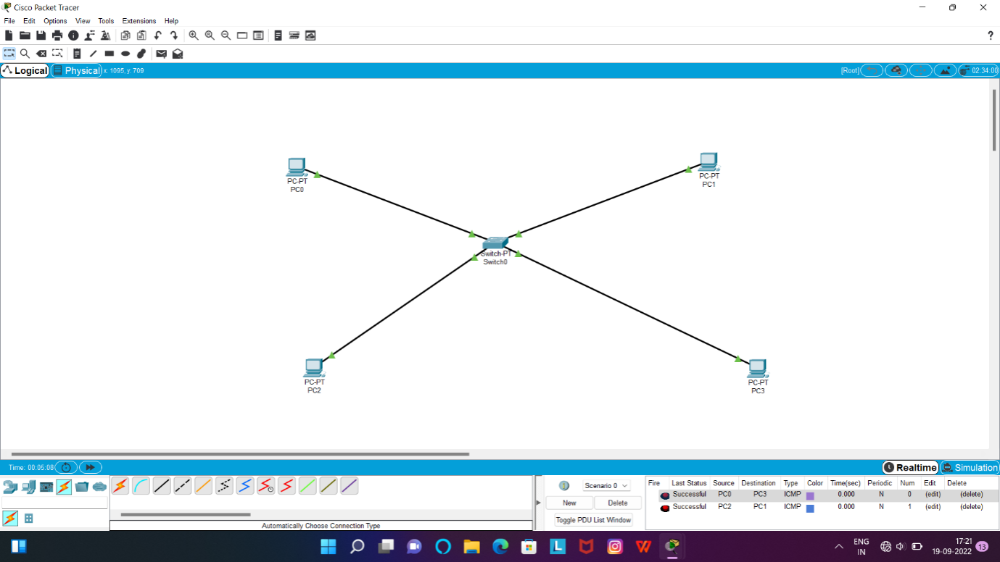 Cisco Packet Tracer
File Edit Options View Tools Extensions Help
?
Logical Physical x: 1095, y: 709 [Root] 02:34:00
PC-PT
PC0
PC-PT
PC1
Switch-PT
Switch0
PC-PT
PC2
PC-PT
PC3
Time: 00:05:08 Realtime Simulation
Scenario 0
New Delete
Toggle PDU List Window
Fire Last Status Source Destination Type Color Time(sec) Periodic Num Edit Delete
Successful PC0 PC3 ICMP 0.000 N 0 (edit) (delete)
Successful PC2 PC1 ICMP 0.000 N 1 (edit) (delete)
Automatically Choose Connection Type
L
W
ENG
IN
17:21
19-09-2022
13